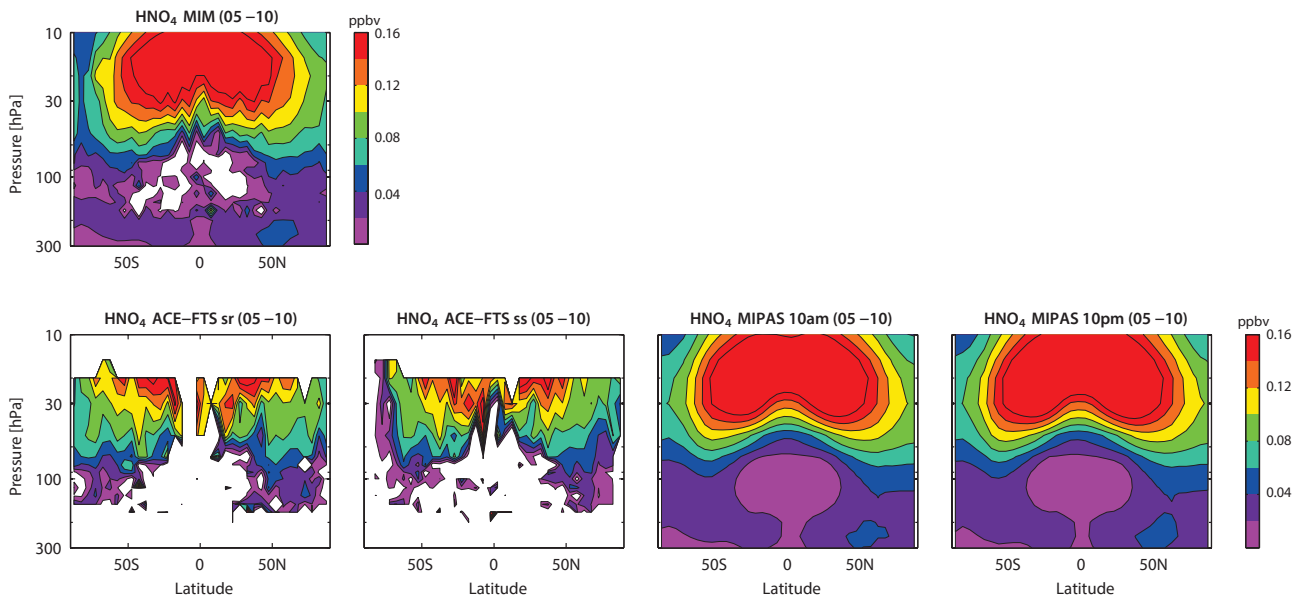 HNO₄ MIM (05 –10)
ppbv
10
30
100
300
Pressure [hPa]
50S 0 50N
0.16
0.12
0.08
0.04
HNO₄ ACE–FTS sr (05 –10)
HNO₄ ACE–FTS ss (05 –10)
HNO₄ MIPAS 10am (05 –10)
HNO₄ MIPAS 10pm (05 –10)
ppbv
10
30
100
300
Pressure [hPa]
50S 0 50N
50S 0 50N
50S 0 50N
50S 0 50N
Latitude
Latitude
Latitude
Latitude
0.16
0.12
0.08
0.04